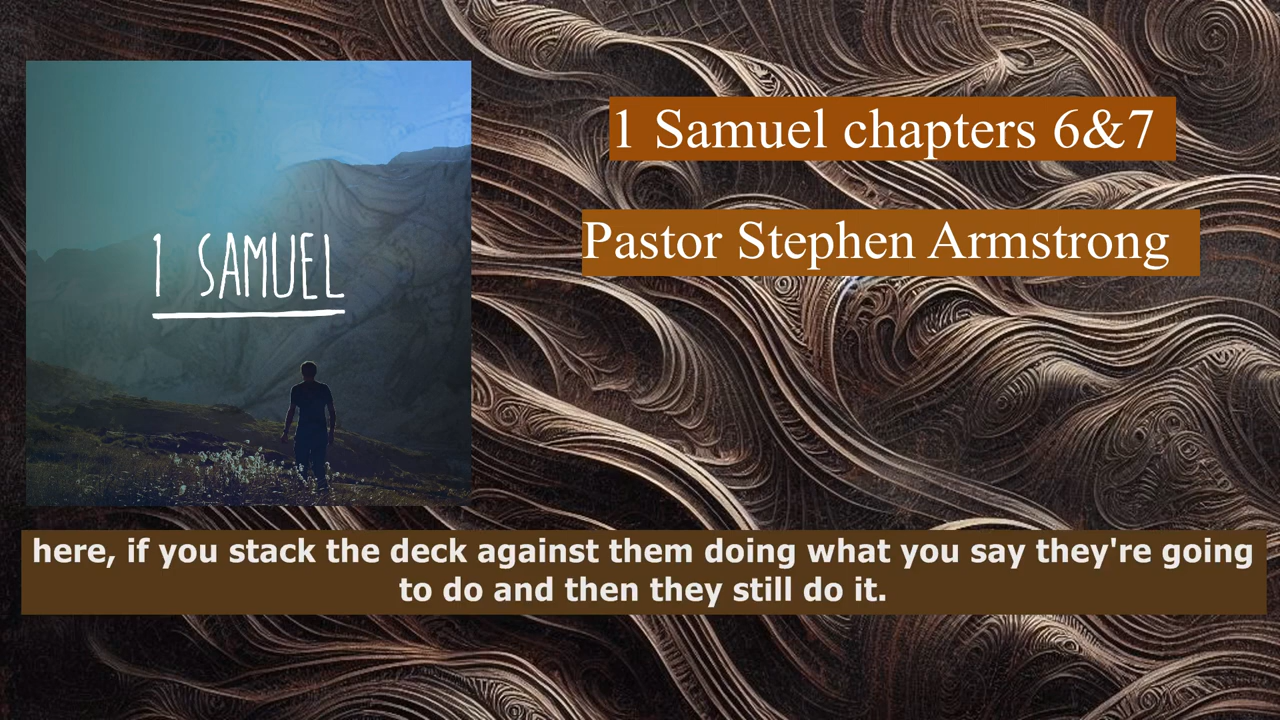 1 Samuel chapters 6&7
Pastor Stephen Armstrong
1 SAMUEL
here, if you stack the deck against them doing what you say they're going
to do and then they still do it.